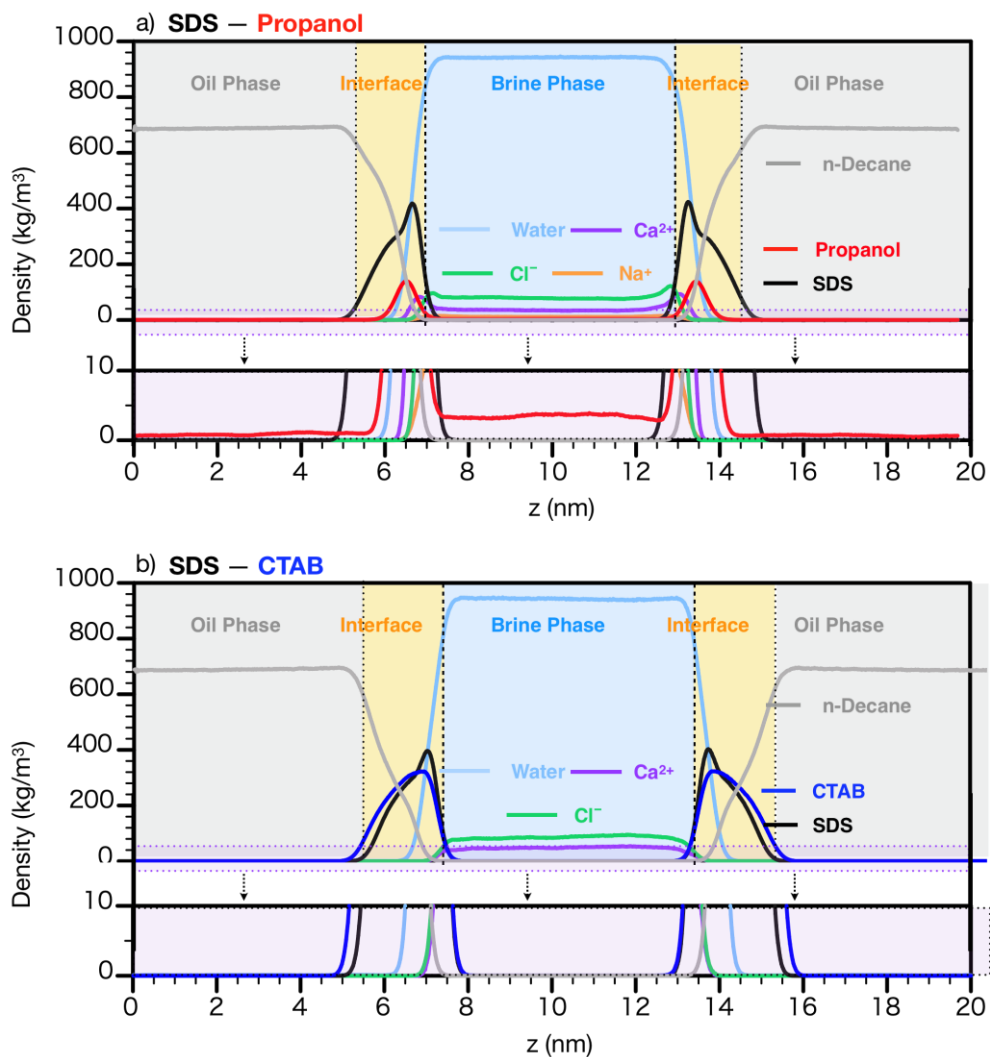 a) SDS — Propanol
1000
800
600
400
200
0
Density (kg/m³)
Oil Phase
Interface
Brine Phase
Interface
Oil Phase
n-Decane
Water
Ca²⁺
Cl⁻
Na⁺
Propanol
SDS
10
0
0 2 4 6 8 10 12 14 16 18 20
z (nm)
b) SDS — CTAB
1000
800
600
400
200
0
Density (kg/m³)
Oil Phase
Interface
Brine Phase
Interface
Oil Phase
n-Decane
Water
Ca²⁺
Cl⁻
CTAB
SDS
10
0
0 2 4 6 8 10 12 14 16 18 20
z (nm)